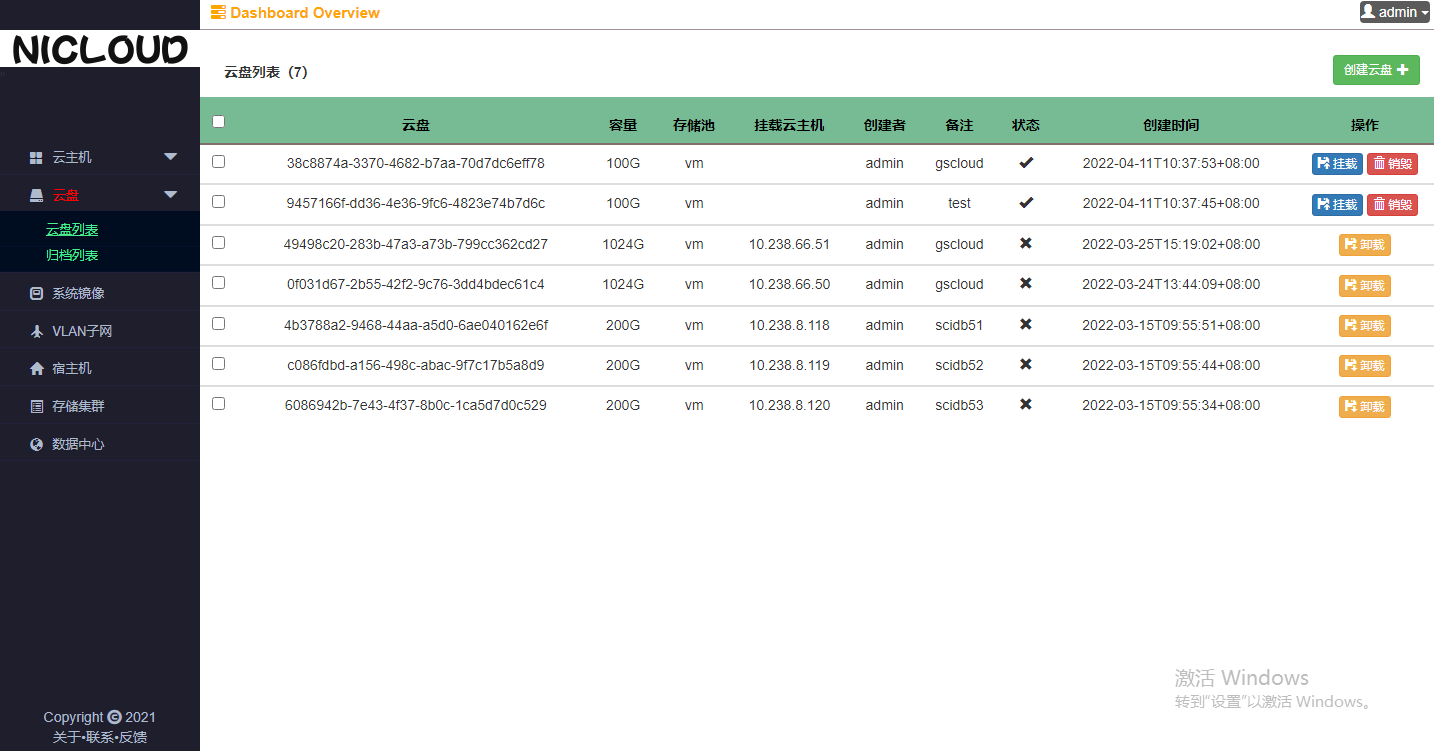 Dashboard Overview
admin
NICLOUD
云盘列表（7）
创建云盘
云主机
云盘
云盘列表
归档列表
系统镜像
VLAN子网
宿主机
存储集群
数据中心
云盘 容量 存储池 挂载云主机 创建者 备注 状态 创建时间 操作
38c8874a-3370-4682-b7aa-70d7dc6eff78 100G vm admin gscloud 2022-04-11T10:37:53+08:00 挂载 销毁
9457166f-dd36-4e36-9fc6-4823e74b7d6c 100G vm admin test 2022-04-11T10:37:45+08:00 挂载 销毁
49498c20-283b-47a3-a73b-799cc362cd27 1024G vm 10.238.66.51 admin gscloud 2022-03-25T15:19:02+08:00 卸载
0f031d67-2b55-42f2-9c76-3dd4bdec61c4 1024G vm 10.238.66.50 admin gscloud 2022-03-24T13:44:09+08:00 卸载
4b3788a2-9468-44aa-a5d0-6ae040162e6f 200G vm 10.238.8.118 admin scidb51 2022-03-15T09:55:51+08:00 卸载
c086fdbd-a156-498c-abac-9f7c17b5a8d9 200G vm 10.238.8.119 admin scidb52 2022-03-15T09:55:44+08:00 卸载
6086942b-7e43-4f37-8b0c-1ca5d7d0c529 200G vm 10.238.8.120 admin scidb53 2022-03-15T09:55:34+08:00 卸载
激活 Windows
转到“设置”以激活 Windows。
Copyright © 2021
关于•联系•反馈